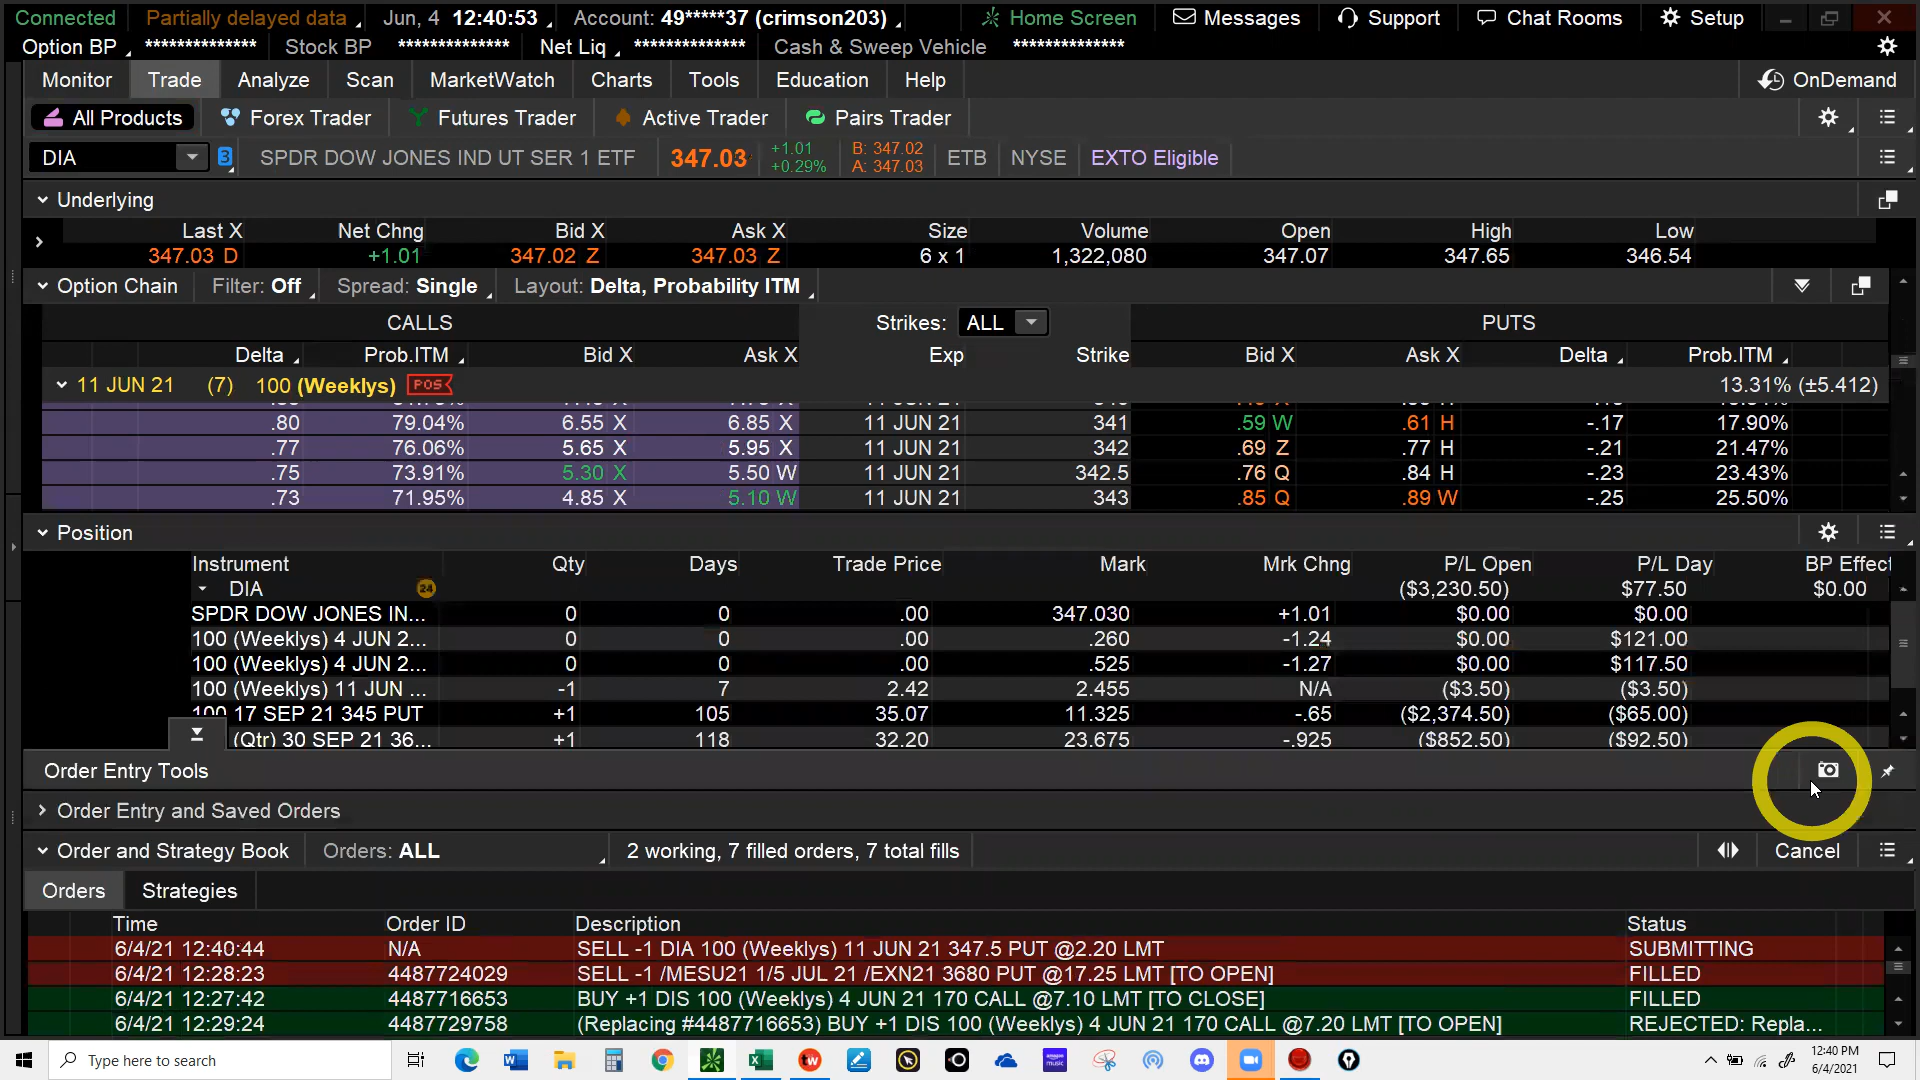 Connected Partially delayed data Jun, 4 12:40:53 Account: 49*****37 (crimson203) Home Screen Messages Support Chat Rooms Setup
Option BP ************** Stock BP ************** Net Liq ************** Cash & Sweep Vehicle **************
Monitor Trade Analyze Scan MarketWatch Charts Tools Education Help OnDemand
All Products Forex Trader Futures Trader Active Trader Pairs Trader
DIA 3 SPDR DOW JONES IND UT SER 1 ETF 347.03 +1.01 +0.29% B: 347.02 A: 347.03 ETB NYSE EXTO Eligible
Underlying
Last X Net Chng Bid X Ask X Size Volume Open High Low
347.03 D +1.01 347.02 Z 347.03 Z 6 x 1 1,322,080 347.07 347.65 346.54
Option Chain Filter: Off Spread: Single Layout: Delta, Probability ITM
CALLS Strikes: ALL PUTS
Delta Prob.ITM Bid X Ask X Exp Strike Bid X Ask X Delta Prob.ITM
11 JUN 21 (7) 100 (Weeklys) POS 13.31% (±5.412)
.80 79.04% 6.55 X 6.85 X 11 JUN 21 341 .59 W .61 H -.17 17.90%
.77 76.06% 5.65 X 5.95 X 11 JUN 21 342 .69 Z .77 H -.21 21.47%
.75 73.91% 5.30 X 5.50 W 11 JUN 21 342.5 .76 Q .84 H -.23 23.43%
.73 71.95% 4.85 X 5.10 W 11 JUN 21 343 .85 Q .89 W -.25 25.50%
Position
Instrument Qty Days Trade Price Mark Mrk Chng P/L Open P/L Day BP Effect
DIA 24 ($3,230.50) $77.50 $0.00
SPDR DOW JONES IN... 0 0 .00 347.030 +1.01 $0.00 $0.00
100 (Weeklys) 4 JUN 2... 0 0 .00 .260 -1.24 $0.00 $121.00
100 (Weeklys) 4 JUN 2... 0 0 .00 .525 -1.27 $0.00 $117.50
100 (Weeklys) 11 JUN ... -1 7 2.42 2.455 N/A ($3.50) ($3.50)
100 17 SEP 21 345 PUT +1 105 35.07 11.325 -.65 ($2,374.50) ($65.00)
(Qtr) 30 SEP 21 36... +1 118 32.20 23.675 -.925 ($852.50) ($92.50)
Order Entry Tools
Order Entry and Saved Orders
Order and Strategy Book Orders: ALL 2 working, 7 filled orders, 7 total fills Cancel
Orders Strategies
Time Order ID Description Status
6/4/21 12:40:44 N/A SELL -1 DIA 100 (Weeklys) 11 JUN 21 347.5 PUT @2.20 LMT SUBMITTING
6/4/21 12:28:23 4487724029 SELL -1 /MESU21 1/5 JUL 21 /EXN21 3680 PUT @17.25 LMT [TO OPEN] FILLED
6/4/21 12:27:42 4487716653 BUY +1 DIS 100 (Weeklys) 4 JUN 21 170 CALL @7.10 LMT [TO CLOSE] FILLED
6/4/21 12:29:24 4487729758 (Replacing #4487716653) BUY +1 DIS 100 (Weeklys) 4 JUN 21 170 CALL @7.20 LMT [TO OPEN] REJECTED: Repla...
Type here to search 12:40 PM
6/4/2021